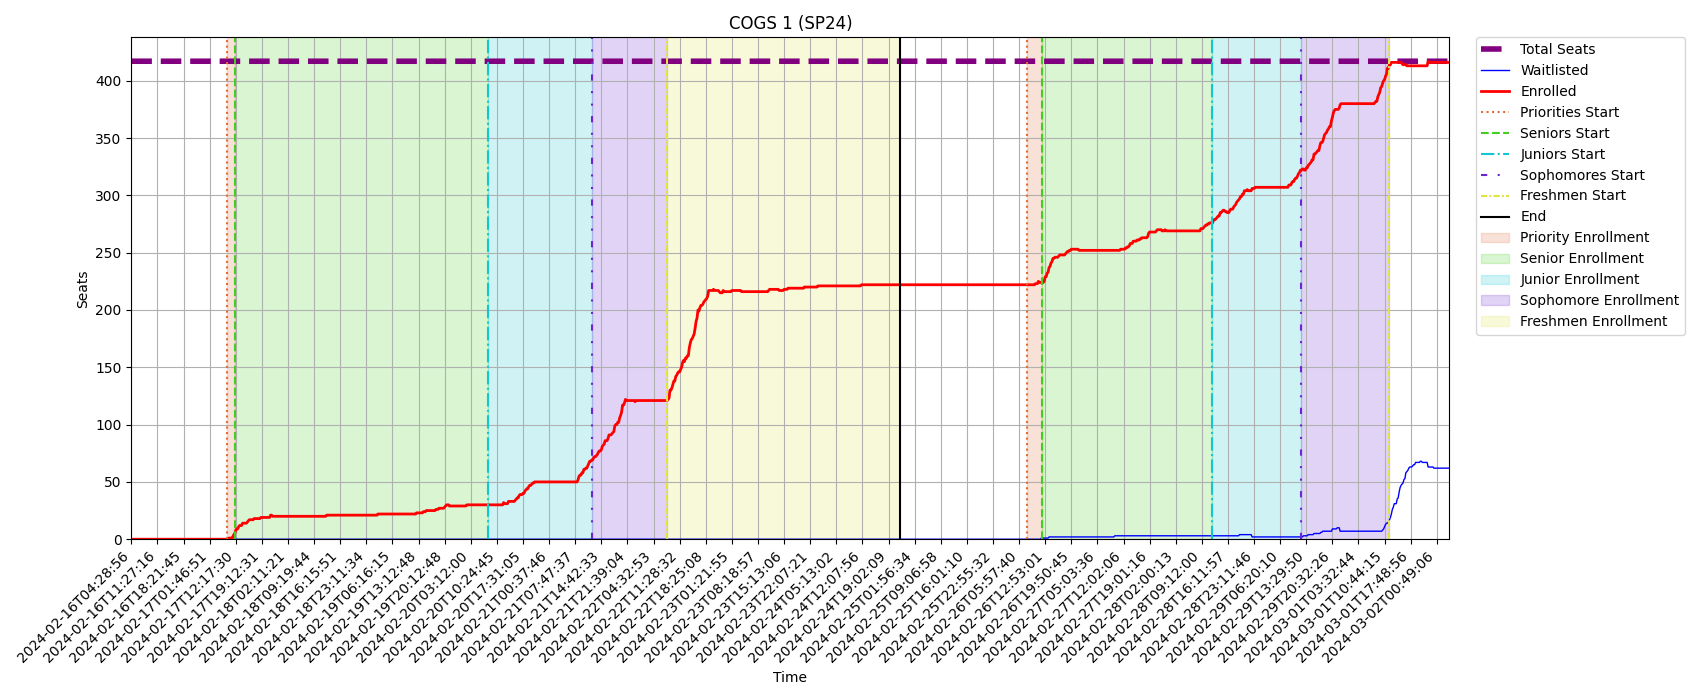 COGS 1 (SP24)
Seats
400
350
300
250
200
150
100
50
0
2024-02-16T04:28:56
2024-02-16T11:27:16
2024-02-16T18:21:45
2024-02-17T01:46:51
2024-02-17T12:17:30
2024-02-17T19:12:31
2024-02-18T02:11:21
2024-02-18T09:19:44
2024-02-18T16:15:51
2024-02-18T23:11:34
2024-02-19T06:16:15
2024-02-19T13:12:48
2024-02-19T20:12:48
2024-02-20T03:12:00
2024-02-20T10:24:45
2024-02-20T17:31:05
2024-02-21T00:37:46
2024-02-21T07:47:37
2024-02-21T14:42:33
2024-02-21T21:39:04
2024-02-22T04:32:53
2024-02-22T11:28:32
2024-02-22T18:25:08
2024-02-23T01:21:55
2024-02-23T08:18:57
2024-02-23T15:13:06
2024-02-23T22:07:21
2024-02-24T05:13:02
2024-02-24T12:07:56
2024-02-24T19:02:09
2024-02-25T01:56:34
2024-02-25T09:06:58
2024-02-25T16:01:10
2024-02-25T22:55:32
2024-02-26T05:57:40
2024-02-26T12:53:01
2024-02-26T19:50:45
2024-02-27T05:03:36
2024-02-27T12:02:06
2024-02-27T19:01:16
2024-02-28T02:00:13
2024-02-28T09:12:00
2024-02-28T16:11:57
2024-02-28T23:11:46
2024-02-29T06:20:10
2024-02-29T13:29:50
2024-02-29T20:32:26
2024-03-01T03:32:44
2024-03-01T10:44:15
2024-03-01T17:48:56
2024-03-02T00:49:06
Time
Total Seats
Waitlisted
Enrolled
Priorities Start
Seniors Start
Juniors Start
Sophomores Start
Freshmen Start
End
Priority Enrollment
Senior Enrollment
Junior Enrollment
Sophomore Enrollment
Freshmen Enrollment